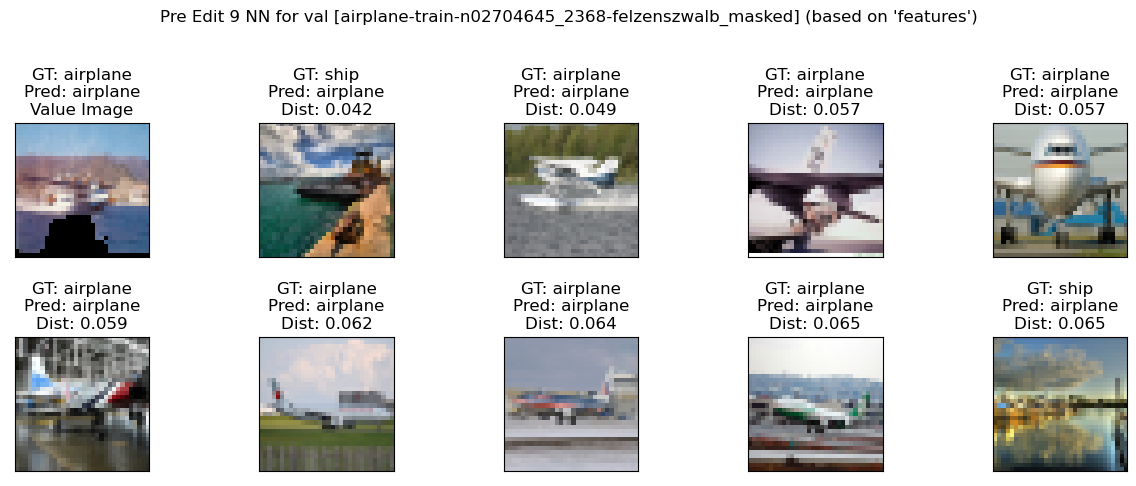 Pre Edit 9 NN for val [airplane-train-n02704645_2368-felzenszwalb_masked] (based on 'features')
GT: airplane
Pred: airplane
Value Image
GT: ship
Pred: airplane
Dist: 0.042
GT: airplane
Pred: airplane
Dist: 0.049
GT: airplane
Pred: airplane
Dist: 0.057
GT: airplane
Pred: airplane
Dist: 0.057
GT: airplane
Pred: airplane
Dist: 0.059
GT: airplane
Pred: airplane
Dist: 0.062
GT: airplane
Pred: airplane
Dist: 0.064
GT: airplane
Pred: airplane
Dist: 0.065
GT: ship
Pred: airplane
Dist: 0.065